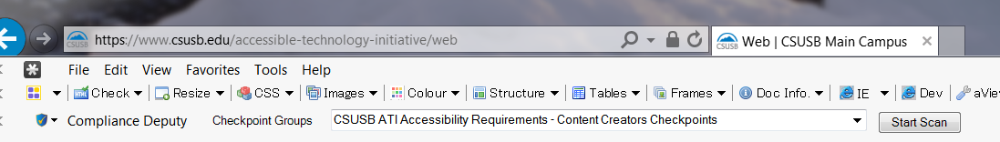 CSUSB https://www.csusb.edu/accessible-technology-initiative/web CSUSB Web | CSUSB Main Campus ×
File Edit View Favorites Tools Help
Check Resize CSS Images Colour Structure Tables Frames Doc Info. IE Dev aView
Compliance Deputy Checkpoint Groups CSUSB ATI Accessibility Requirements - Content Creators Checkpoints Start Scan